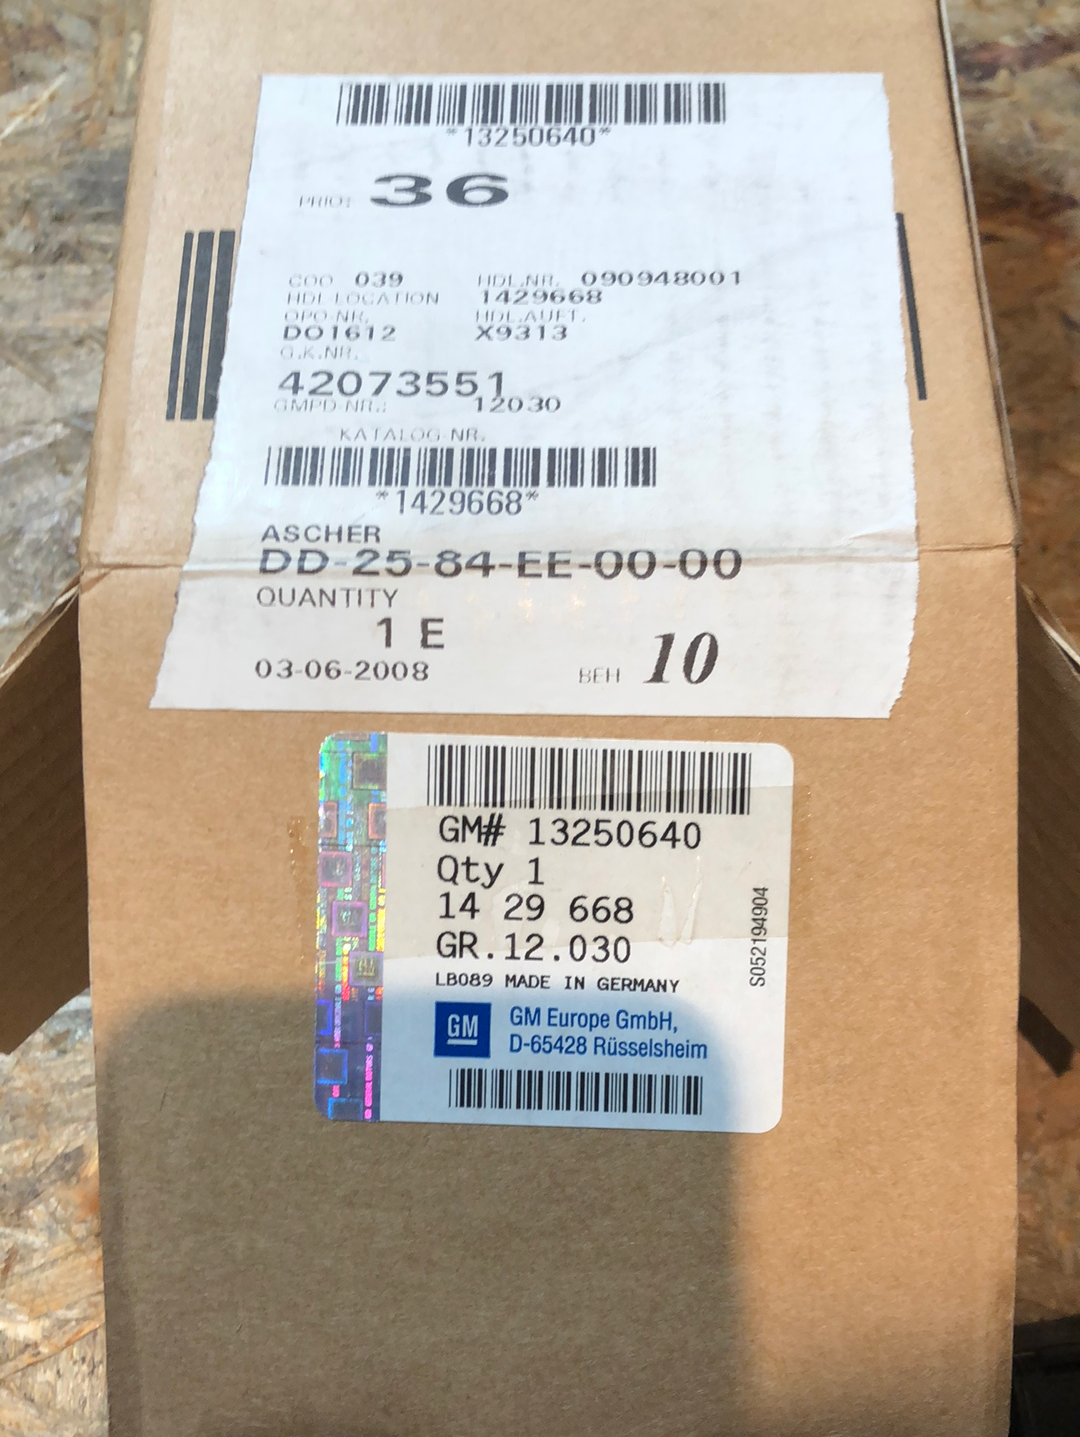 *13250640*
PRIO: 36
COO 039 HDL.NR. 090948001
HDL-LOCATION 1429668
OPO-NR. HDL.AUFT.
DO1612 X9313
G.K.NR.
42073551
GMPD-NR.: 12030
KATALOG-NR.
*1429668*
ASCHER
DD-25-84-EE-00-00
QUANTITY
1 E
03-06-2008 BEH 10
GM# 13250640
Qty 1
14 29 668
GR.12.030
LB089 MADE IN GERMANY
S052194904
GM GM Europe GmbH,
D-65428 Rüsselsheim